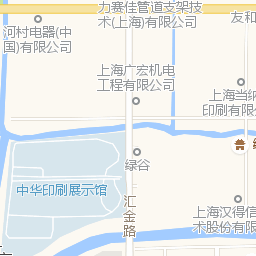 力赛佳管道支架技
术(上海)有限公司
友和
河村电器(中
国)有限公司
上海广宏机电
工程有限公司
上海当纳
印刷有限公
绿谷
中华印刷展示馆
汇金路
上海汉得信
术股份有限